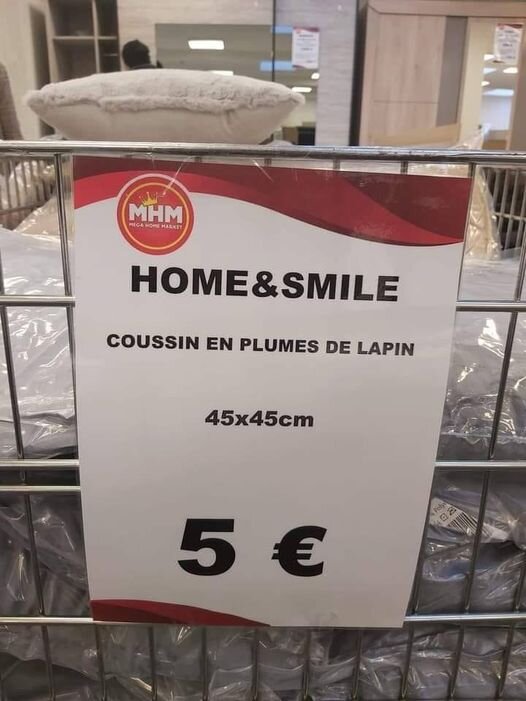 MHM
MEGA HOME MARKET
HOME&SMILE
COUSSIN EN PLUMES DE LAPIN
45x45cm
5 €